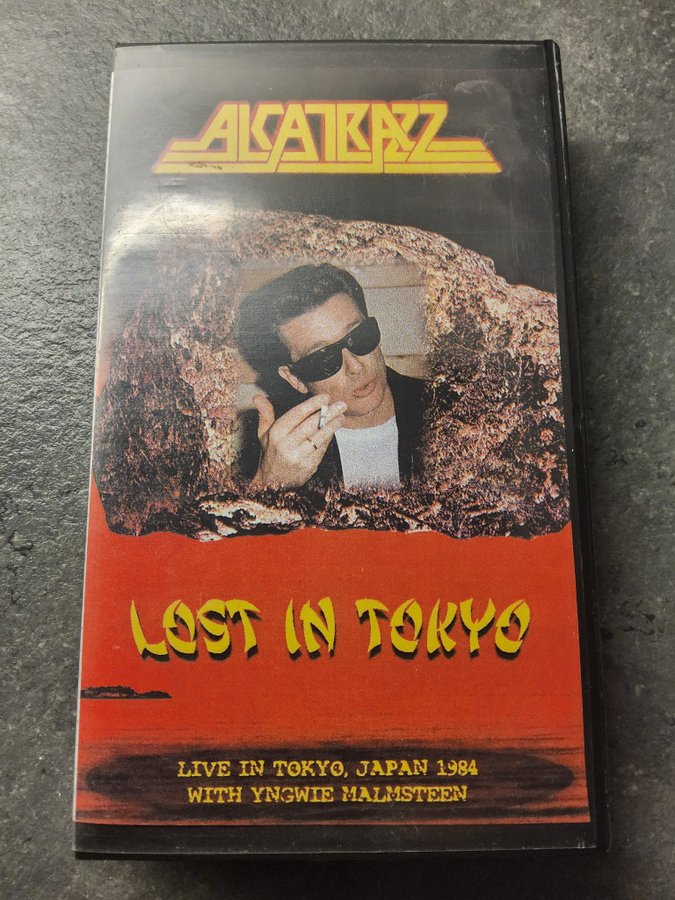 ALCATRAZZ
LOST IN TOKYO
LIVE IN TOKYO, JAPAN 1984
WITH YNGWIE MALMSTEEN